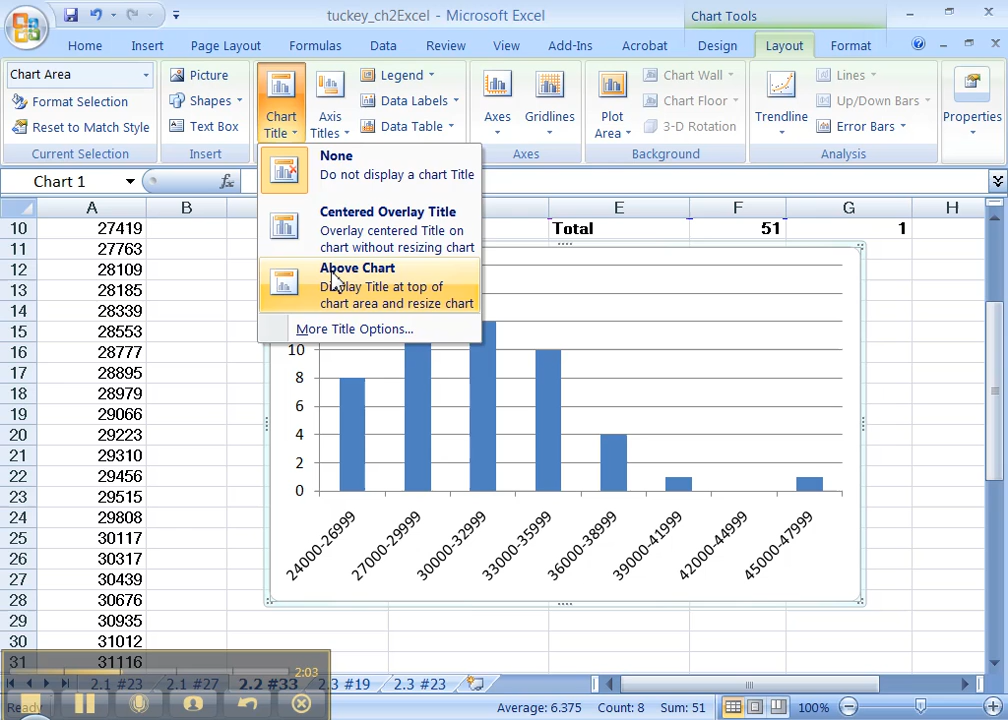 tuckey_ch2Excel - Microsoft Excel
Chart Tools
Home Insert Page Layout Formulas Data Review View Add-Ins Acrobat Design Layout Format
Chart Area
Format Selection
Reset to Match Style
Current Selection
Picture
Shapes
Text Box
Insert
Chart
Title
Axis
Titles
Legend
Data Labels
Data Table
Axes
Gridlines
Axes
Plot
Area
Chart Wall
Chart Floor
3-D Rotation
Background
Trendline
Lines
Up/Down Bars
Error Bars
Analysis
Properties
None
Do not display a chart Title
Centered Overlay Title
Overlay centered Title on
chart without resizing chart
Above Chart
Display Title at top of
chart area and resize chart
More Title Options...
Chart 1
fx
A B E F G H
10 27419 Total 51 1
11 27763
12 28109
13 28185
14 28339
15 28553
16 28777
17 28895
18 28979
19 29066
20 29223
21 29310
22 29456
23 29515
24 29808
25 30117
26 30317
27 30439
28 30676
29 30935
30 31012
31 31116
10
8
6
4
2
0
24000-26999
27000-29999
30000-32999
33000-35999
36000-38999
39000-41999
42000-44999
45000-47999
2:03
2.1 #23 2.1 #27 2.2 #33 2.3 #19 2.3 #23
Ready
Average: 6.375 Count: 8 Sum: 51 100%